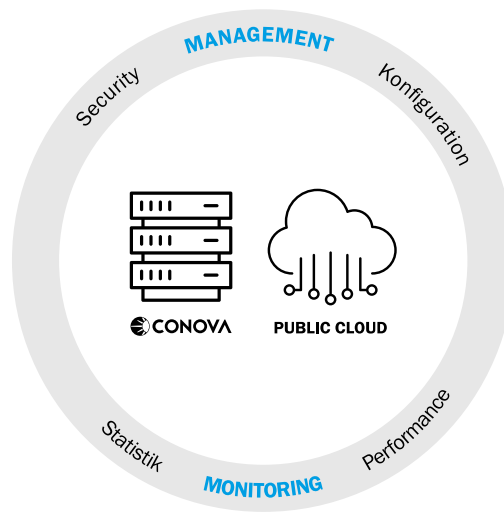 MANAGEMENT
Security
Konfiguration
CONOVA
PUBLIC CLOUD
Statistik
Performance
MONITORING